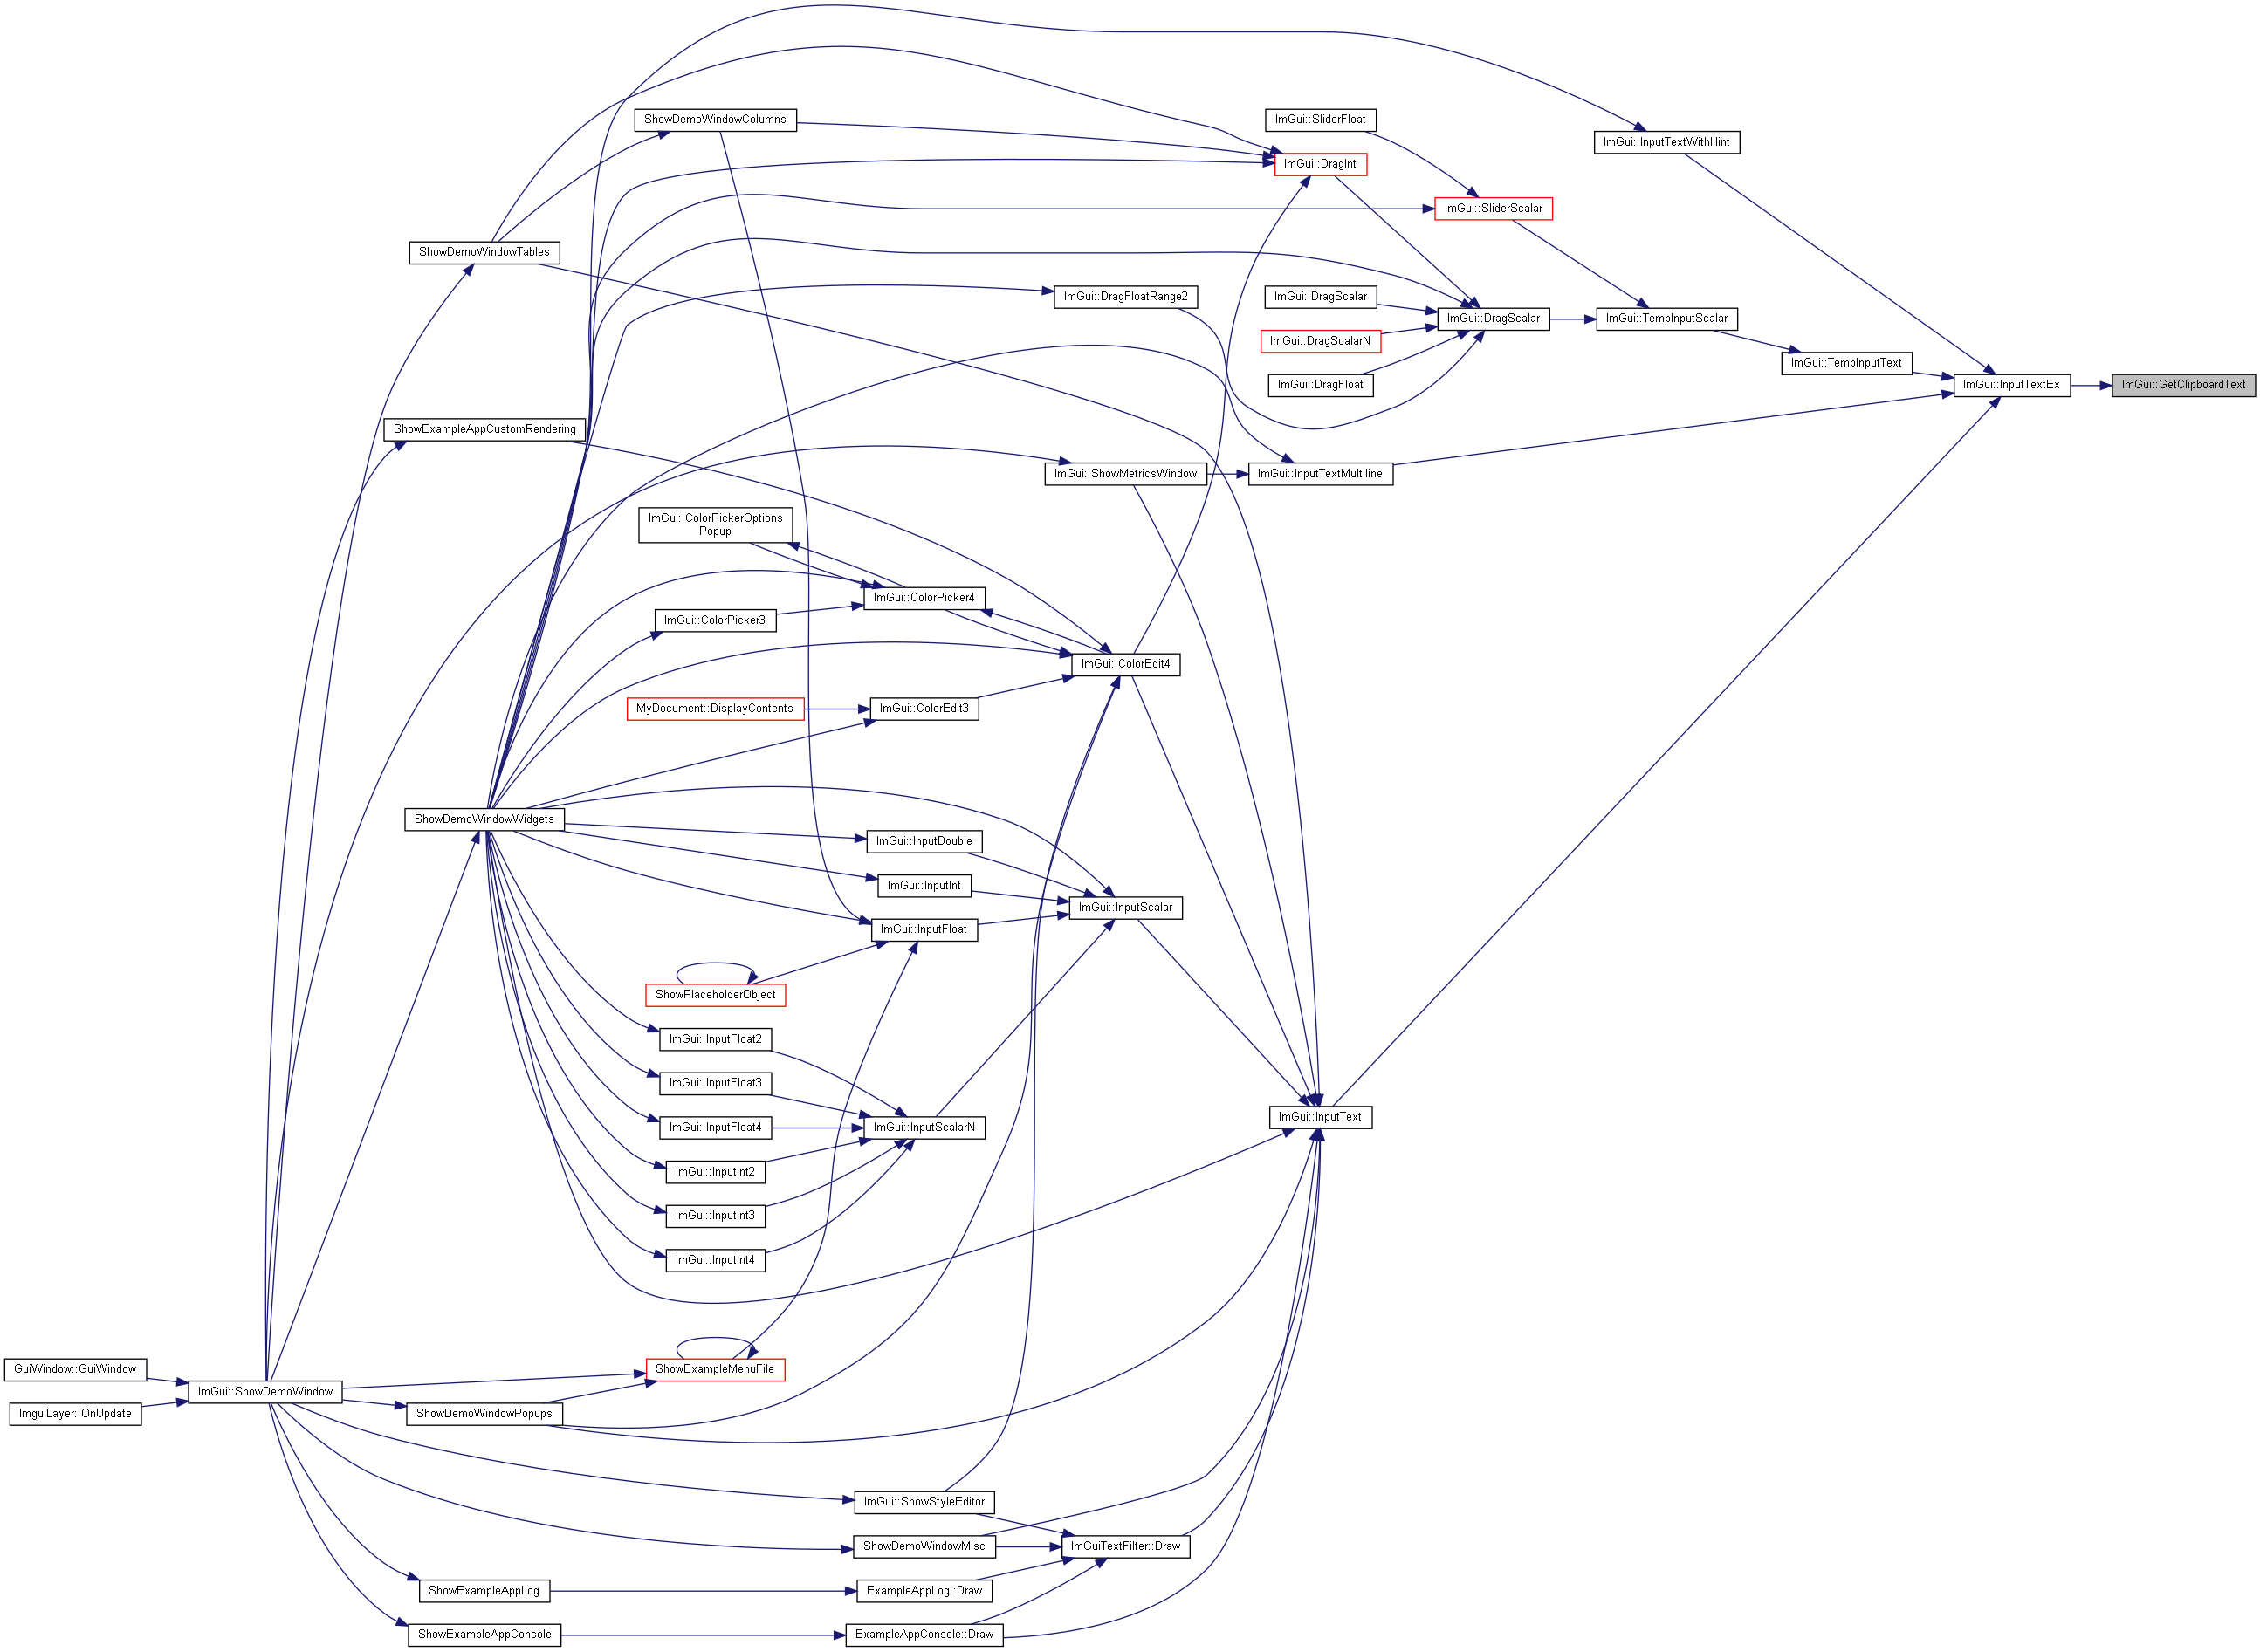 ShowDemoWindowColumns
ImGui::SliderFloat
ImGui::InputTextWithHint
ImGui::DragInt
ImGui::SliderScalar
ShowDemoWindowTables
ImGui::DragFloatRange2
ImGui::DragScalar
ImGui::DragScalar
ImGui::TempInputScalar
ImGui::DragScalarN
ImGui::TempInputText
ImGui::DragFloat
ImGui::InputTextEx
ImGui::GetClipboardText
ShowExampleAppCustomRendering
ImGui::ShowMetricsWindow
ImGui::InputTextMultiline
ImGui::ColorPickerOptions
Popup
ImGui::ColorPicker4
ImGui::ColorPicker3
ImGui::ColorEdit4
MyDocument::DisplayContents
ImGui::ColorEdit3
ShowDemoWindowWidgets
ImGui::InputDouble
ImGui::InputInt
ImGui::InputScalar
ImGui::InputFloat
ShowPlaceholderObject
ImGui::InputFloat2
ImGui::InputFloat3
ImGui::InputText
ImGui::InputFloat4
ImGui::InputScalarN
ImGui::InputInt2
ImGui::InputInt3
ImGui::InputInt4
GuiWindow::GuiWindow
ShowExampleMenuFile
ImGui::ShowDemoWindow
ImguiLayer::OnUpdate
ShowDemoWindowPopups
ImGui::ShowStyleEditor
ShowDemoWindowMisc
ImGuiTextFilter::Draw
ShowExampleAppLog
ExampleAppLog::Draw
ShowExampleAppConsole
ExampleAppConsole::Draw